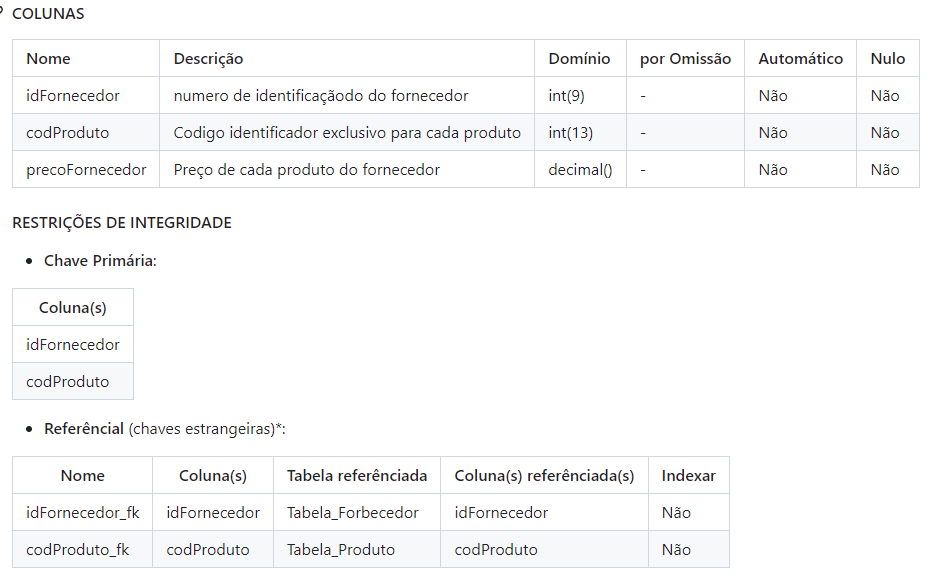 COLUNAS
Nome Descrição Domínio por Omissão Automático Nulo
idFornecedor numero de identificaçãodo do fornecedor int(9) - Não Não
codProduto Codigo identificador exclusivo para cada produto int(13) - Não Não
precoFornecedor Preço de cada produto do fornecedor decimal() - Não Não
RESTRIÇÕES DE INTEGRIDADE
• Chave Primária:
Coluna(s)
idFornecedor
codProduto
• Referêncial (chaves estrangeiras)*:
Nome Coluna(s) Tabela referênciada Coluna(s) referênciada(s) Indexar
idFornecedor_fk idFornecedor Tabela_Forbecedor idFornecedor Não
codProduto_fk codProduto Tabela_Produto codProduto Não